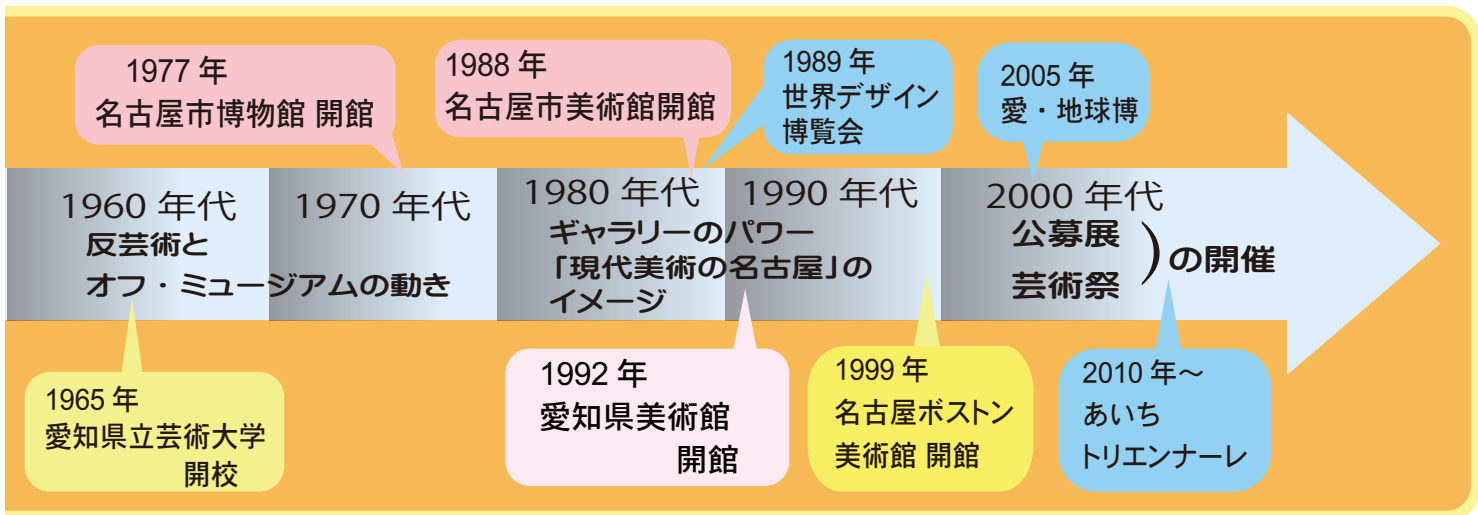 1977 年
名古屋市博物館 開館
1988 年
名古屋市美術館開館
1989 年
世界デザイン
博覧会
2005 年
愛・地球博
1960 年代
反芸術と
オフ・ミュージアムの動き
1970 年代
1980 年代
ギャラリーのパワー
「現代美術の名古屋」の
イメージ
1990 年代
2000 年代
公募展
芸術祭
)の開催
1965 年
愛知県立芸術大学
開校
1992 年
愛知県美術館
開館
1999 年
名古屋ボストン
美術館 開館
2010 年～
あいち
トリエンナーレ